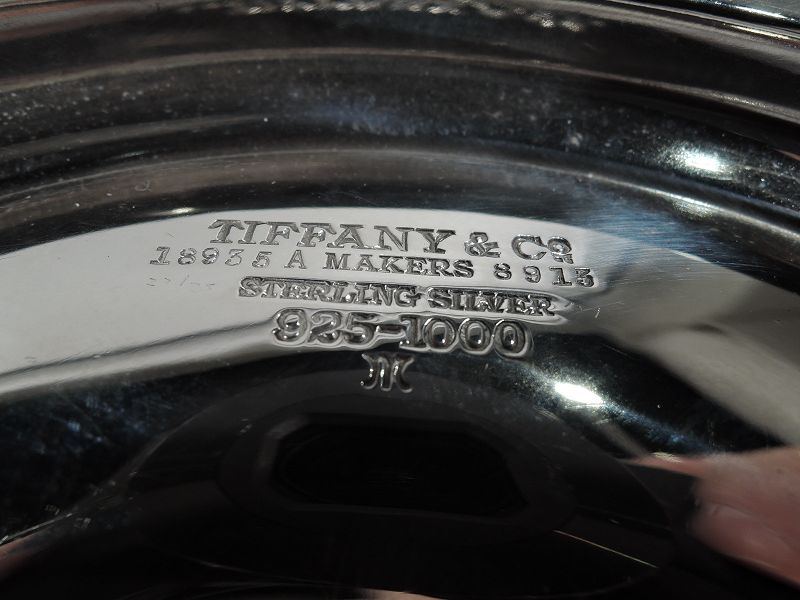 TIFFANY & Co
18935 A MAKERS 8913
STERLING SILVER
925-1000
M